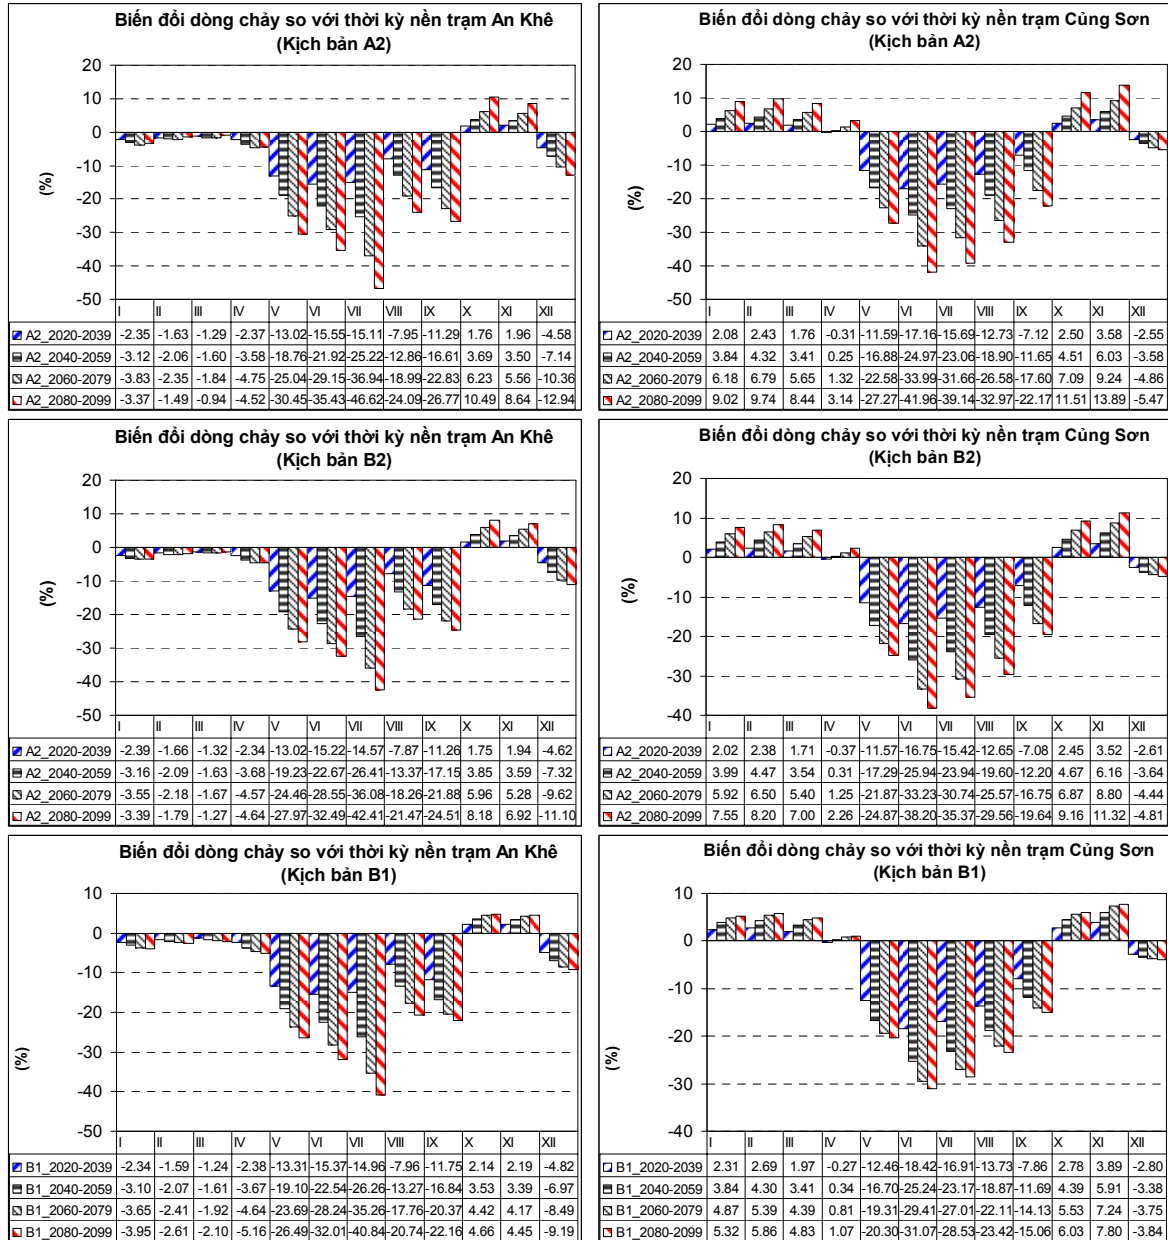 Biến đổi dòng chảy so với thời kỳ nền trạm An Khê
(Kịch bản A2)
20
10
0
-10
-20
-30
-40
-50
(%)
I II III IV V VI VII VIII IX X XI XII
A2_2020-2039 -2.35 -1.63 -1.29 -2.37 -13.02 -15.55 -15.11 -7.95 -11.29 1.76 1.96 -4.58
A2_2040-2059 -3.12 -2.06 -1.60 -3.58 -18.76 -21.92 -25.22 -12.86 -16.61 3.69 3.50 -7.14
A2_2060-2079 -3.83 -2.35 -1.84 -4.75 -25.04 -29.15 -36.94 -18.99 -22.83 6.23 5.56 -10.36
A2_2080-2099 -3.37 -1.49 -0.94 -4.52 -30.45 -35.43 -46.62 -24.09 -26.77 10.49 8.64 -12.94
Biến đổi dòng chảy so với thời kỳ nền trạm Củng Sơn
(Kịch bản A2)
20
10
0
-10
-20
-30
-40
-50
(%)
I II III IV V VI VII VIII IX X XI XII
A2_2020-2039 2.08 2.43 1.76 -0.31 -11.59 -17.16 -15.69 -12.73 -7.12 2.50 3.58 -2.55
A2_2040-2059 3.84 4.32 3.41 0.25 -16.88 -24.97 -23.06 -18.90 -11.65 4.51 6.03 -3.58
A2_2060-2079 6.18 6.79 5.65 1.32 -22.58 -33.99 -31.66 -26.58 -17.60 7.09 9.24 -4.86
A2_2080-2099 9.02 9.74 8.44 3.14 -27.27 -41.96 -39.14 -32.97 -22.17 11.51 13.89 -5.47
Biến đổi dòng chảy so với thời kỳ nền trạm An Khê
(Kịch bản B2)
20
10
0
-10
-20
-30
-40
-50
(%)
I II III IV V VI VII VIII IX X XI XII
A2_2020-2039 -2.39 -1.66 -1.32 -2.34 -13.02 -15.22 -14.57 -7.87 -11.26 1.75 1.94 -4.62
A2_2040-2059 -3.16 -2.09 -1.63 -3.68 -19.23 -22.67 -26.41 -13.37 -17.15 3.85 3.59 -7.32
A2_2060-2079 -3.55 -2.18 -1.67 -4.57 -24.46 -28.55 -36.08 -18.26 -21.88 5.96 5.28 -9.62
A2_2080-2099 -3.39 -1.79 -1.27 -4.64 -27.97 -32.49 -42.41 -21.47 -24.51 8.18 6.92 -11.10
Biến đổi dòng chảy so với thời kỳ nền trạm Củng Sơn
(Kịch bản B2)
20
10
0
-10
-20
-30
-40
(%)
I II III IV V VI VII VIII IX X XI XII
A2_2020-2039 2.02 2.38 1.71 -0.37 -11.57 -16.75 -15.42 -12.65 -7.08 2.45 3.52 -2.61
A2_2040-2059 3.99 4.47 3.54 0.31 -17.29 -25.94 -23.94 -19.60 -12.20 4.67 6.16 -3.64
A2_2060-2079 5.92 6.50 5.40 1.25 -21.87 -33.23 -30.74 -25.57 -16.75 6.87 8.80 -4.44
A2_2080-2099 7.55 8.20 7.00 2.26 -24.87 -38.20 -35.37 -29.56 -19.64 9.16 11.32 -4.81
Biến đổi dòng chảy so với thời kỳ nền trạm An Khê
(Kịch bản B1)
10
0
-10
-20
-30
-40
-50
(%)
I II III IV V VI VII VIII IX X XI XII
B1_2020-2039 -2.34 -1.59 -1.24 -2.38 -13.31 -15.37 -14.96 -7.96 -11.75 2.14 2.19 -4.82
B1_2040-2059 -3.10 -2.07 -1.61 -3.67 -19.10 -22.54 -26.26 -13.27 -16.84 3.53 3.39 -6.97
B1_2060-2079 -3.65 -2.41 -1.92 -4.64 -23.69 -28.24 -35.26 -17.76 -20.37 4.42 4.17 -8.49
B1_2080-2099 -3.95 -2.61 -2.10 -5.16 -26.49 -32.01 -40.84 -20.74 -22.16 4.66 4.45 -9.19
Biến đổi dòng chảy so với thời kỳ nền trạm Củng Sơn
(Kịch bản B1)
10
0
-10
-20
-30
-40
(%)
I II III IV V VI VII VIII IX X XI XII
B1_2020-2039 2.31 2.69 1.97 -0.27 -12.46 -18.42 -16.91 -13.73 -7.86 2.78 3.89 -2.80
B1_2040-2059 3.84 4.30 3.41 0.34 -16.70 -25.24 -23.17 -18.87 -11.69 4.39 5.91 -3.38
B1_2060-2079 4.87 5.39 4.39 0.81 -19.31 -29.41 -27.01 -22.11 -14.13 5.53 7.24 -3.75
B1_2080-2099 5.32 5.86 4.83 1.07 -20.30 -31.07 -28.53 -23.42 -15.06 6.03 7.80 -3.84